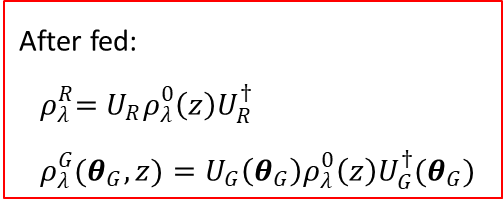 After fed:
ρ_λ^R = U_R ρ_λ^0(z) U_R^†
ρ_λ^G(θ_G, z) = U_G(θ_G) ρ_λ^0(z) U_G^†(θ_G)